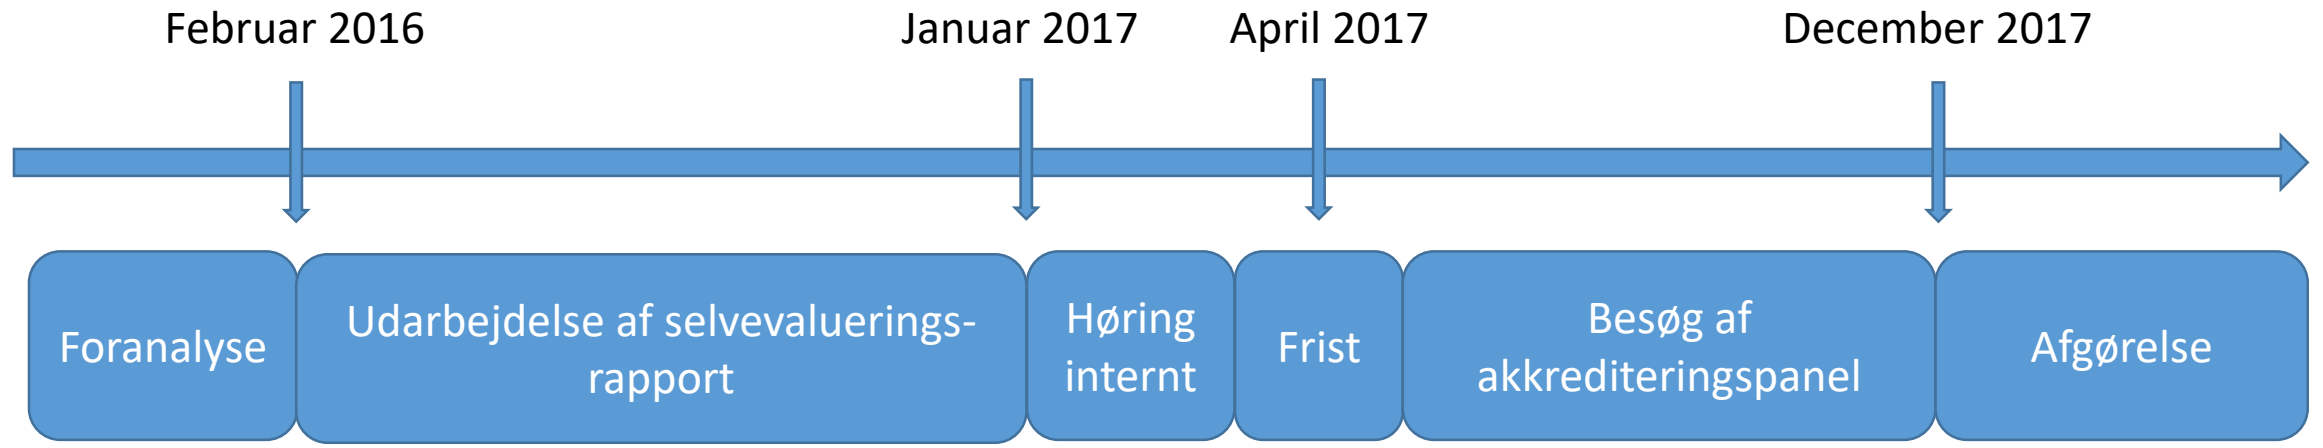 Februar 2016
Januar 2017
April 2017
December 2017
Foranalyse
Udarbejdelse af selvevaluerings-
rapport
Høring
internt
Frist
Besøg af
akkrediteringspanel
Afgørelse